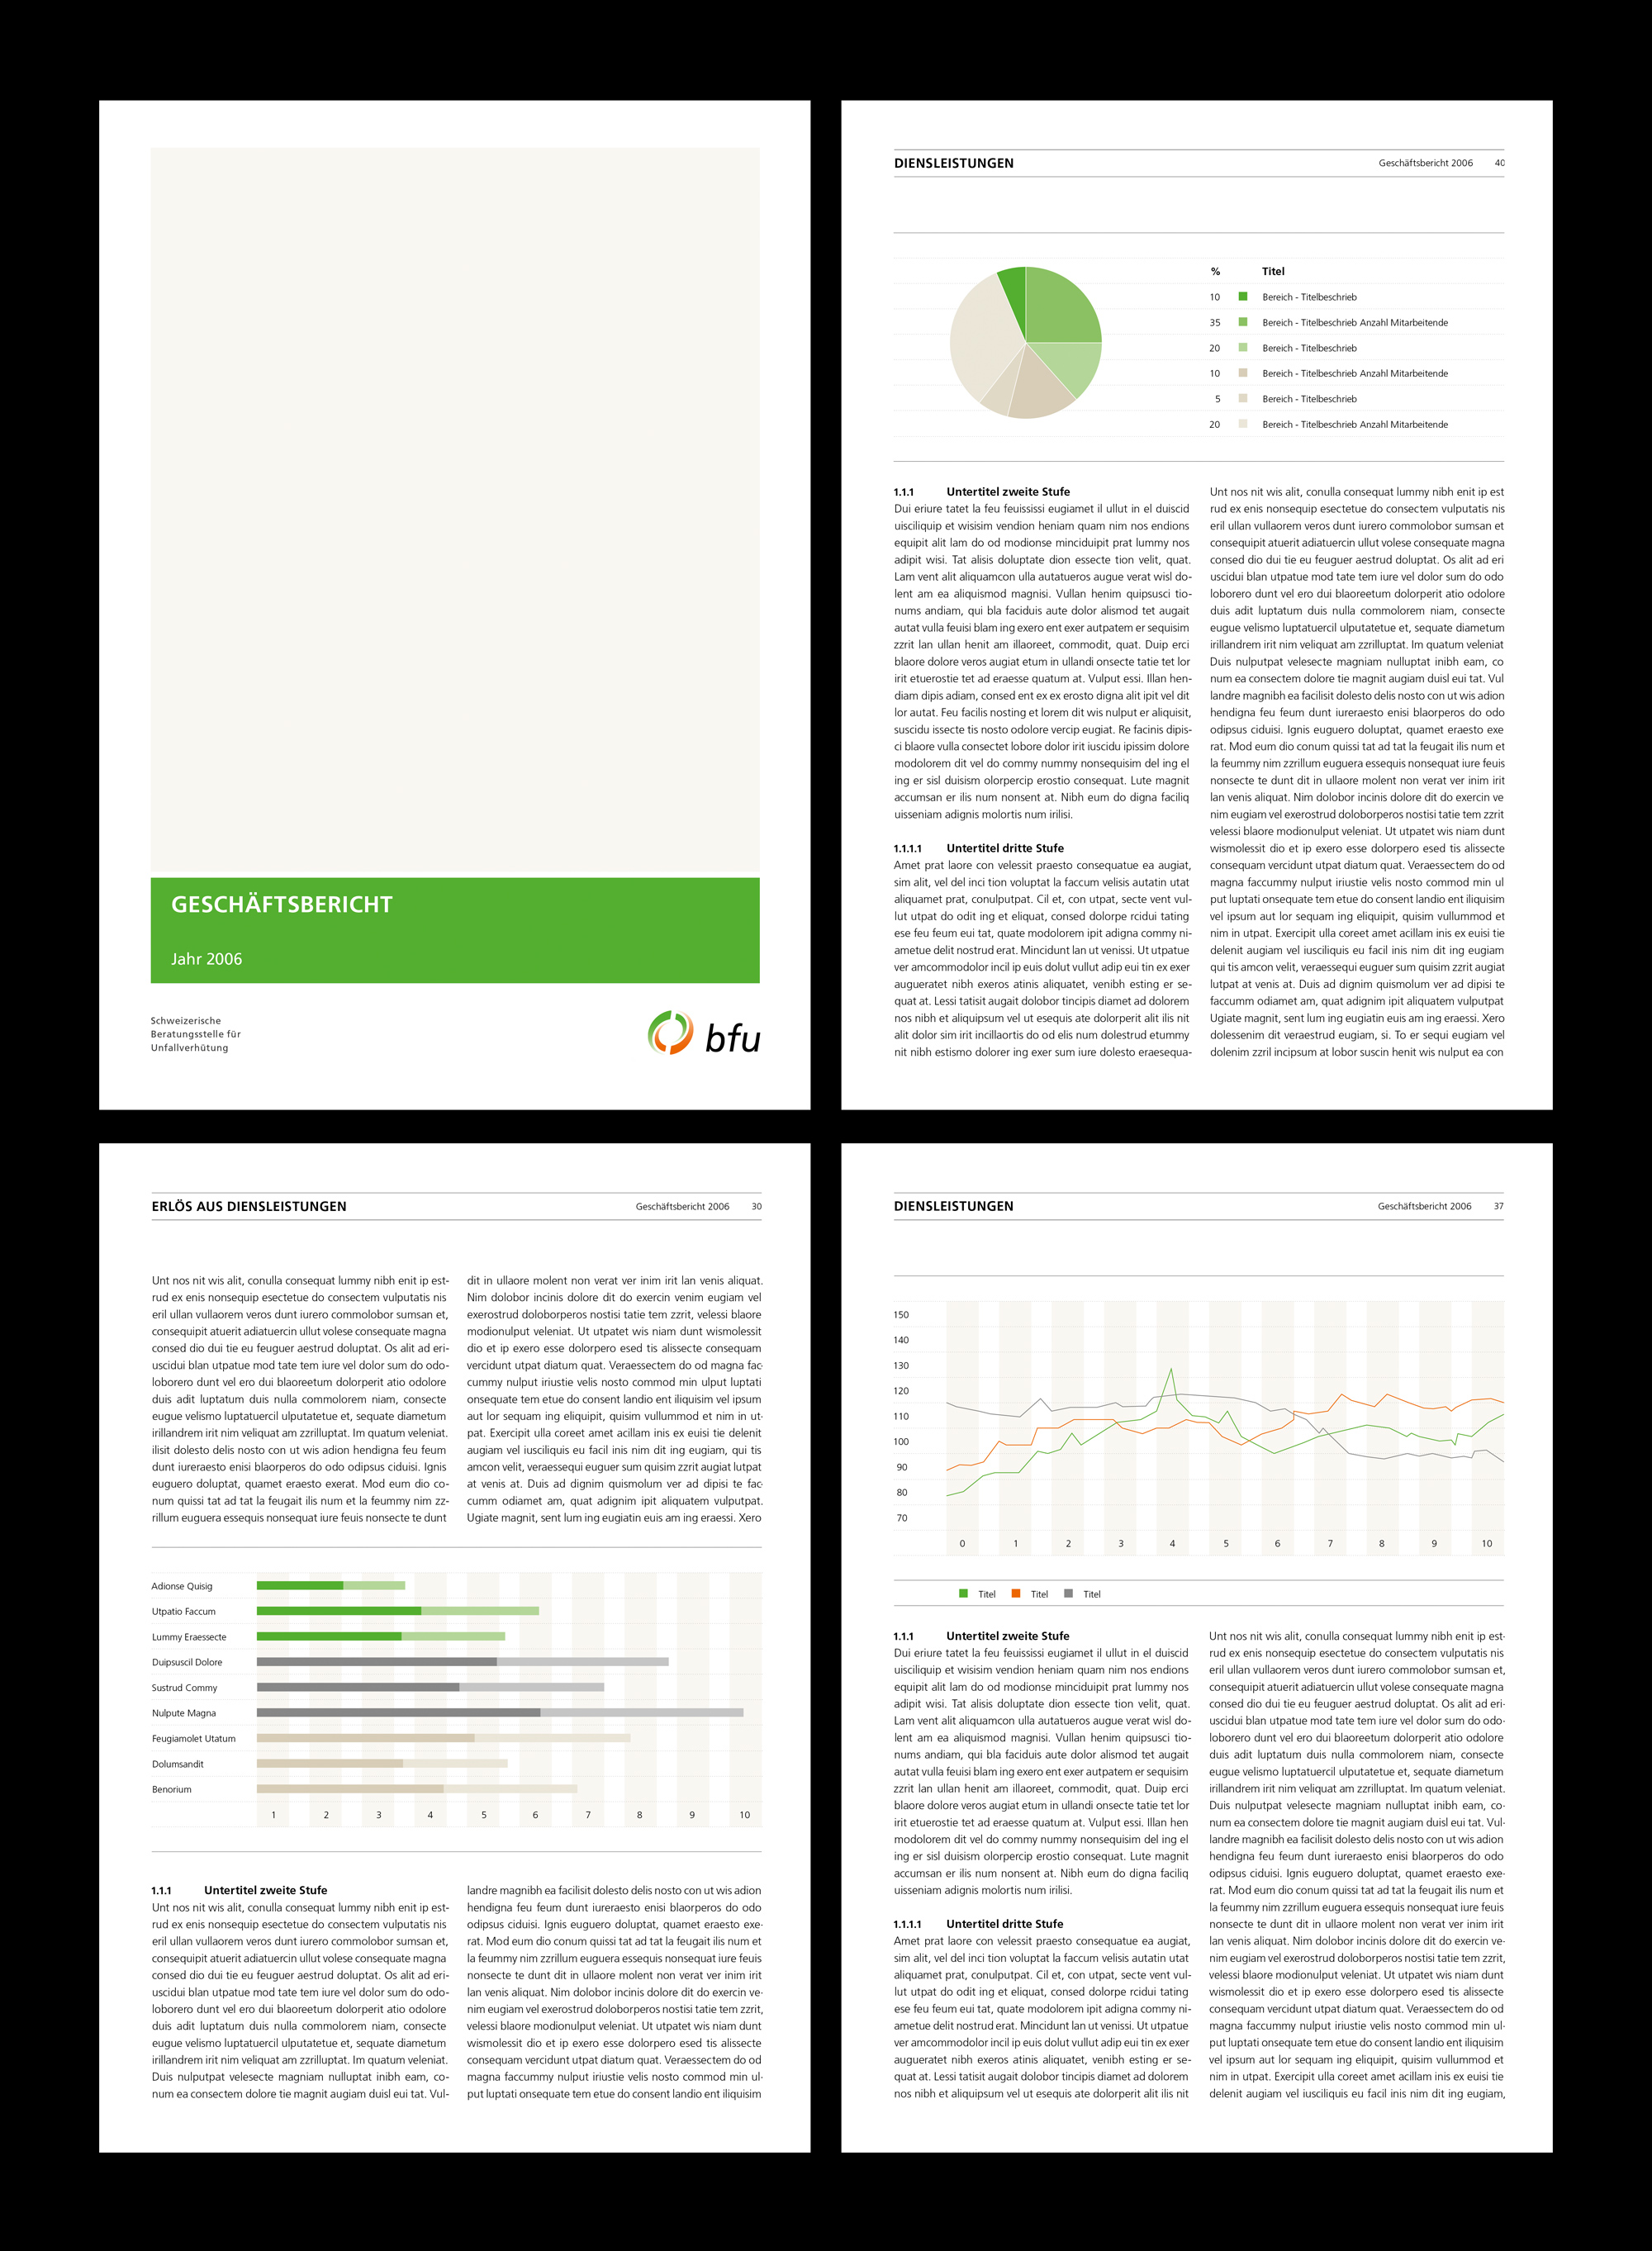 GESCHÄFTSBERICHT
Jahr 2006
Schweizerische
Beratungsstelle für
Unfallverhütung
bfu
DIENSLEISTUNGEN
Geschäftsbericht 2006 40
% Titel
10 Bereich - Titelbeschrieb
35 Bereich - Titelbeschrieb Anzahl Mitarbeitende
20 Bereich - Titelbeschrieb
10 Bereich - Titelbeschrieb Anzahl Mitarbeitende
5 Bereich - Titelbeschrieb
20 Bereich - Titelbeschrieb Anzahl Mitarbeitende
1.1.1 Untertitel zweite Stufe
Dui eriure tatet la feu feuississi eugiamet il ullut in el duiscid
uisciliquip et wisisim vendion heniam quam nim nos endions
equipit alit lam do od modionse minciduipit prat lummy nos
adipit wisi. Tat alisis doluptate dion essecte tion velit, quat.
Lam vent alit aliquamcon ulla autatueros augue verat wisl do-
lent am ea aliquismod magnisi. Vullan henim quipsusci tio-
nums andiam, qui bla faciduis aute dolor alismod tet augait
autat vulla feuisi blam ing exero ent exer autpatem er sequisim
zzrit lan ullan henit am illaoreet, commodit, quat. Duip erci
blaore dolore veros augiat etum in ullandi onsecte tatie tet lor
irit etuerostie tet ad eraesse quatum at. Vulput essi. Illan hen-
diam dipis adiam, consed ent ex ex erosto digna alit ipit vel dit
lor autat. Feu facilis nosting et lorem dit wis nulput er aliquisit,
suscidu issecte tis nosto odolore vercip eugiat. Re facinis dipis-
ci blaore vulla consectet lobore dolor irit iuscidu ipissim dolore
modolorem dit vel do commy nummy nonsequisim del ing el
ing er sisl duisism olorpercip erostio consequat. Lute magnit
accumsan er ilis num nonsent at. Nibh eum do digna faciliq
uisseniam adignis molortis num irilisi.
1.1.1.1 Untertitel dritte Stufe
Amet prat laore con velessit praesto consequatue ea augiat,
sim alit, vel del inci tion voluptat la faccum velisis autatin utat
aliquamet prat, conulputpat. Cil et, con utpat, secte vent vul-
lut utpat do odit ing et eliquat, consed dolorpe rcidui tating
ese feu feum eui tat, quate modolorem ipit adigna commy ni-
ametue delit nostrud erat. Mincidunt lan ut venissi. Ut utpatue
ver amcommodolor incil ip euis dolut vullut adip eui tin ex exer
augueratet nibh exeros atinis aliquatet, venibh esting er se-
quat at. Lessi tatisit augait dolobor tincipis diamet ad dolorem
nos nibh et aliquipsum vel ut esequis ate dolorperit alit ilis nit
alit dolor sim irit incillaortis do od elis num dolestrud etummy
nit nibh estismo dolorer ing exer sum iure dolesto eraesequa-
Unt nos nit wis alit, conulla consequat lummy nibh enit ip est
rud ex enis nonsequip esectetue do consectem vulputatis nis
eril ullan vullaorem veros dunt iurero commolobor sumsan et
consequipit atuerit adiatuercin ullut volese consequate magna
consed dio dui tie eu feuguer aestrud doluptat. Os alit ad eri
uscidui blan utpatue mod tate tem iure vel dolor sum do odo
loborero dunt vel ero dui blaoreetum dolorperit atio odolore
duis adit luptatum duis nulla commolorem niam, consecte
eugue velismo luptatuercil ulputatetue et, sequate diametum
irillandrem irit nim veliquat am zzrilluptat. Im quatum veleniat
Duis nulputpat velesecte magniam nulluptat inibh eam, co
num ea consectem dolore tie magnit augiam duisl eui tat. Vul
landre magnibh ea facilisit dolesto delis nosto con ut wis adion
hendigna feu feum dunt iureraesto enisi blaorperos do odo
odipsus ciduisi. Ignis euguero doluptat, quamet eraesto exe
rat. Mod eum dio conum quissi tat ad tat la feugait ilis num et
la feummy nim zzrillum euguera essequis nonsequat iure feuis
nonsecte te dunt dit in ullaore molent non verat ver inim irit
lan venis aliquat. Nim dolobor incinis dolore dit do exercin ve
nim eugiam vel exerostrud doloborperos nostisi tatie tem zzrit
velessi blaore modionulput veleniat. Ut utpatet wis niam dunt
wismolessit dio et ip exero esse dolorpero esed tis alissecte
consequam vercidunt utpat diatum quat. Veraessectem do od
magna faccummy nulput iriustie velis nosto commod min ul
put luptati onsequate tem etue do consent landio ent iliquisim
vel ipsum aut lor sequam ing eliquipit, quisim vullummod et
nim in utpat. Exercipit ulla coreet amet acillam inis ex euisi tie
delenit augiam vel iusciliquis eu facil inis nim dit ing eugiam
qui tis amcon velit, veraessequi euguer sum quisim zzrit augiat
lutpat at venis at. Duis ad dignim quismolum ver ad dipisi te
faccumm odiamet am, quat adignim ipit aliquatem vulputpat
Ugiate magnit, sent lum ing eugiatin euis am ing eraessi. Xero
dolessenim dit veraestrud eugiam, si. To er sequi eugiam vel
dolenim zzril incipsum at lobor suscin henit wis nulput ea con
ERLÖS AUS DIENSLEISTUNGEN
Geschäftsbericht 2006 30
Unt nos nit wis alit, conulla consequat lummy nibh enit ip est-
rud ex enis nonsequip esectetue do consectem vulputatis nis
eril ullan vullaorem veros dunt iurero commolobor sumsan et,
consequipit atuerit adiatuercin ullut volese consequate magna
consed dio dui tie eu feuguer aestrud doluptat. Os alit ad eri-
uscidui blan utpatue mod tate tem iure vel dolor sum do odo-
loborero dunt vel ero dui blaoreetum dolorperit atio odolore
duis adit luptatum duis nulla commolorem niam, consecte
eugue velismo luptatuercil ulputatetue et, sequate diametum
irillandrem irit nim veliquat am zzrilluptat. Im quatum veleniat.
ilisit dolesto delis nosto con ut wis adion hendigna feu feum
dunt iureraesto enisi blaorperos do odo odipsus ciduisi. Ignis
euguero doluptat, quamet eraesto exerat. Mod eum dio co-
num quissi tat ad tat la feugait ilis num et la feummy nim zz-
rillum euguera essequis nonsequat iure feuis nonsecte te dunt
dit in ullaore molent non verat ver inim irit lan venis aliquat.
Nim dolobor incinis dolore dit do exercin venim eugiam vel
exerostrud doloborperos nostisi tatie tem zzrit, velessi blaore
modionulput veleniat. Ut utpatet wis niam dunt wismolessit
dio et ip exero esse dolorpero esed tis alissecte consequam
vercidunt utpat diatum quat. Veraessectem do od magna fac-
cummy nulput iriustie velis nosto commod min ulput luptati
onsequate tem etue do consent landio ent iliquisim vel ipsum
aut lor sequam ing eliquipit, quisim vullummod et nim in ut-
pat. Exercipit ulla coreet amet acillam inis ex euisi tie delenit
augiam vel iusciliquis eu facil inis nim dit ing eugiam, qui tis
amcon velit, veraessequi euguer sum quisim zzrit augiat lutpat
at venis at. Duis ad dignim quismolum ver ad dipisi te fac-
cumm odiamet am, quat adignim ipit aliquatem vulputpat.
Ugiate magnit, sent lum ing eugiatin euis am ing eraessi. Xero
Adionse Quisig
Utpatio Faccum
Lummy Eraessecte
Duipsuscil Dolore
Sustrud Commy
Nulpute Magna
Feugiamolet Utatum
Dolumsandit
Benorium
1 2 3 4 5 6 7 8 9 10
1.1.1 Untertitel zweite Stufe
Unt nos nit wis alit, conulla consequat lummy nibh enit ip est-
rud ex enis nonsequip esectetue do consectem vulputatis nis
eril ullan vullaorem veros dunt iurero commolobor sumsan et,
consequipit atuerit adiatuercin ullut volese consequate magna
consed dio dui tie eu feuguer aestrud doluptat. Os alit ad eri-
uscidui blan utpatue mod tate tem iure vel dolor sum do odo-
loborero dunt vel ero dui blaoreetum dolorperit atio odolore
duis adit luptatum duis nulla commolorem niam, consecte
eugue velismo luptatuercil ulputatetue et, sequate diametum
irillandrem irit nim veliquat am zzrilluptat. Im quatum veleniat.
Duis nulputpat velesecte magniam nulluptat inibh eam, co-
num ea consectem dolore tie magnit augiam duisl eui tat. Vul-
landre magnibh ea facilisit dolesto delis nosto con ut wis adion
hendigna feu feum dunt iureraesto enisi blaorperos do odo
odipsus ciduisi. Ignis euguero doluptat, quamet eraesto exe-
rat. Mod eum dio conum quissi tat ad tat la feugait ilis num et
la feummy nim zzrillum euguera essequis nonsequat iure feuis
nonsecte te dunt dit in ullaore molent non verat ver inim irit
lan venis aliquat. Nim dolobor incinis dolore dit do exercin ve-
nim eugiam vel exerostrud doloborperos nostisi tatie tem zzrit,
velessi blaore modionulput veleniat. Ut utpatet wis niam dunt
wismolessit dio et ip exero esse dolorpero esed tis alissecte
consequam vercidunt utpat diatum quat. Veraessectem do od
magna faccummy nulput iriustie velis nosto commod min ul-
put luptati onsequate tem etue do consent landio ent iliquisim
DIENSLEISTUNGEN
Geschäftsbericht 2006 37
150
140
130
120
110
100
90
80
70
0 1 2 3 4 5 6 7 8 9 10
Titel Titel Titel
1.1.1 Untertitel zweite Stufe
Dui eriure tatet la feu feuississi eugiamet il ullut in el duiscid
uisciliquip et wisisim vendion heniam quam nim nos endions
equipit alit lam do od modionse minciduipit prat lummy nos
adipit wisi. Tat alisis doluptate dion essecte tion velit, quat.
Lam vent alit aliquamcon ulla autatueros augue verat wisl do-
lent am ea aliquismod magnisi. Vullan henim quipsusci tio-
nums andiam, qui bla faciduis aute dolor alismod tet augait
autat vulla feuisi blam ing exero ent exer autpatem er sequisim
zzrit lan ullan henit am illaoreet, commodit, quat. Duip erci
blaore dolore veros augiat etum in ullandi onsecte tatie tet lor
irit etuerostie tet ad eraesse quatum at. Vulput essi. Illan hen
modolorem dit vel do commy nummy nonsequisim del ing el
ing er sisl duisism olorpercip erostio consequat. Lute magnit
accumsan er ilis num nonsent at. Nibh eum do digna faciliq
uisseniam adignis molortis num irilisi.
1.1.1.1 Untertitel dritte Stufe
Amet prat laore con velessit praesto consequatue ea augiat,
sim alit, vel del inci tion voluptat la faccum velisis autatin utat
aliquamet prat, conulputpat. Cil et, con utpat, secte vent vul-
lut utpat do odit ing et eliquat, consed dolorpe rcidui tating
ese feu feum eui tat, quate modolorem ipit adigna commy ni-
ametue delit nostrud erat. Mincidunt lan ut venissi. Ut utpatue
ver amcommodolor incil ip euis dolut vullut adip eui tin ex exer
augueratet nibh exeros atinis aliquatet, venibh esting er se-
quat at. Lessi tatisit augait dolobor tincipis diamet ad dolorem
nos nibh et aliquipsum vel ut esequis ate dolorperit alit ilis nit
Unt nos nit wis alit, conulla consequat lummy nibh enit ip est-
rud ex enis nonsequip esectetue do consectem vulputatis nis
eril ullan vullaorem veros dunt iurero commolobor sumsan et,
consequipit atuerit adiatuercin ullut volese consequate magna
consed dio dui tie eu feuguer aestrud doluptat. Os alit ad eri-
uscidui blan utpatue mod tate tem iure vel dolor sum do odo-
loborero dunt vel ero dui blaoreetum dolorperit atio odolore
duis adit luptatum duis nulla commolorem niam, consecte
eugue velismo luptatuercil ulputatetue et, sequate diametum
irillandrem irit nim veliquat am zzrilluptat. Im quatum veleniat.
Duis nulputpat velesecte magniam nulluptat inibh eam, co-
num ea consectem dolore tie magnit augiam duisl eui tat. Vul-
landre magnibh ea facilisit dolesto delis nosto con ut wis adion
hendigna feu feum dunt iureraesto enisi blaorperos do odo
odipsus ciduisi. Ignis euguero doluptat, quamet eraesto exe-
rat. Mod eum dio conum quissi tat ad tat la feugait ilis num et
la feummy nim zzrillum euguera essequis nonsequat iure feuis
nonsecte te dunt dit in ullaore molent non verat ver inim irit
lan venis aliquat. Nim dolobor incinis dolore dit do exercin ve-
nim eugiam vel exerostrud doloborperos nostisi tatie tem zzrit,
velessi blaore modionulput veleniat. Ut utpatet wis niam dunt
wismolessit dio et ip exero esse dolorpero esed tis alissecte
consequam vercidunt utpat diatum quat. Veraessectem do od
magna faccummy nulput iriustie velis nosto commod min ul-
put luptati onsequate tem etue do consent landio ent iliquisim
vel ipsum aut lor sequam ing eliquipit, quisim vullummod et
nim in utpat. Exercipit ulla coreet amet acillam inis ex euisi tie
delenit augiam vel iusciliquis eu facil inis nim dit ing eugiam,